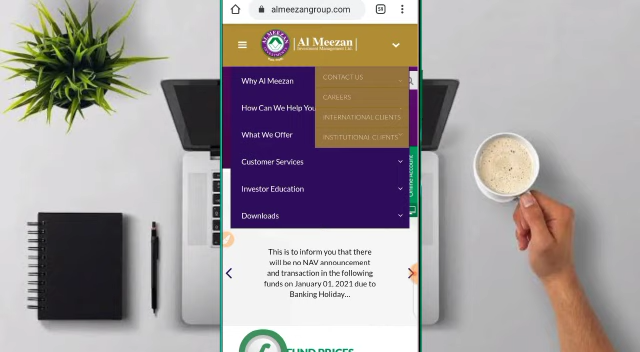 almeezangroup.com
Al Meezan
Investment Management Ltd.
Why Al Meezan
CONTACT US
CAREERS
How Can We Help You
INTERNATIONAL CLIENTS
What We Offer
INSTITUTIONAL CLIENTS
Customer Services
Online Account
Investor Education
Downloads
This is to inform you that there
will be no NAV announcement
and transaction in the following
funds on January 01, 2021 due to
Banking Holiday...
FUND PRICES